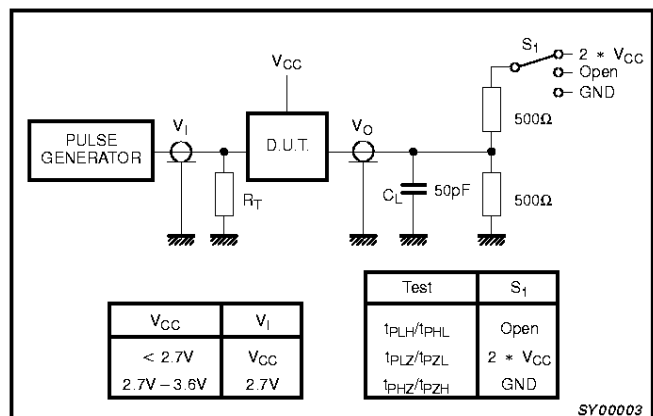 S1
2 * VCC
Open
GND
VCC
500Ω
PULSE
GENERATOR
VI
D.U.T.
VO
RT
CL
50pF
500Ω
VCC VI
< 2.7V VCC
2.7V – 3.6V 2.7V
Test S1
tPLH/tPHL Open
tPLZ/tPZL 2 * VCC
tPHZ/tPZH GND
SY00003